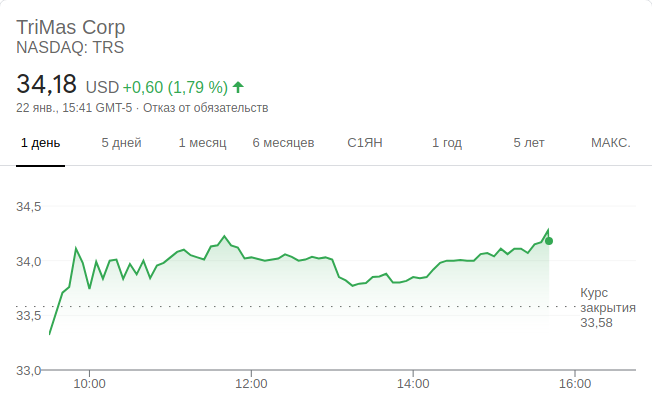 TriMas Corp
NASDAQ: TRS
34,18 USD +0,60 (1,79 %)
22 янв., 15:41 GMT-5 · Отказ от обязательств
1 день 5 дней 1 месяц 6 месяцев С1ЯН 1 год 5 лет МАКС.
34,5
34,0
33,5
33,0
Курс
закрытия
33,58
10:00 12:00 14:00 16:00